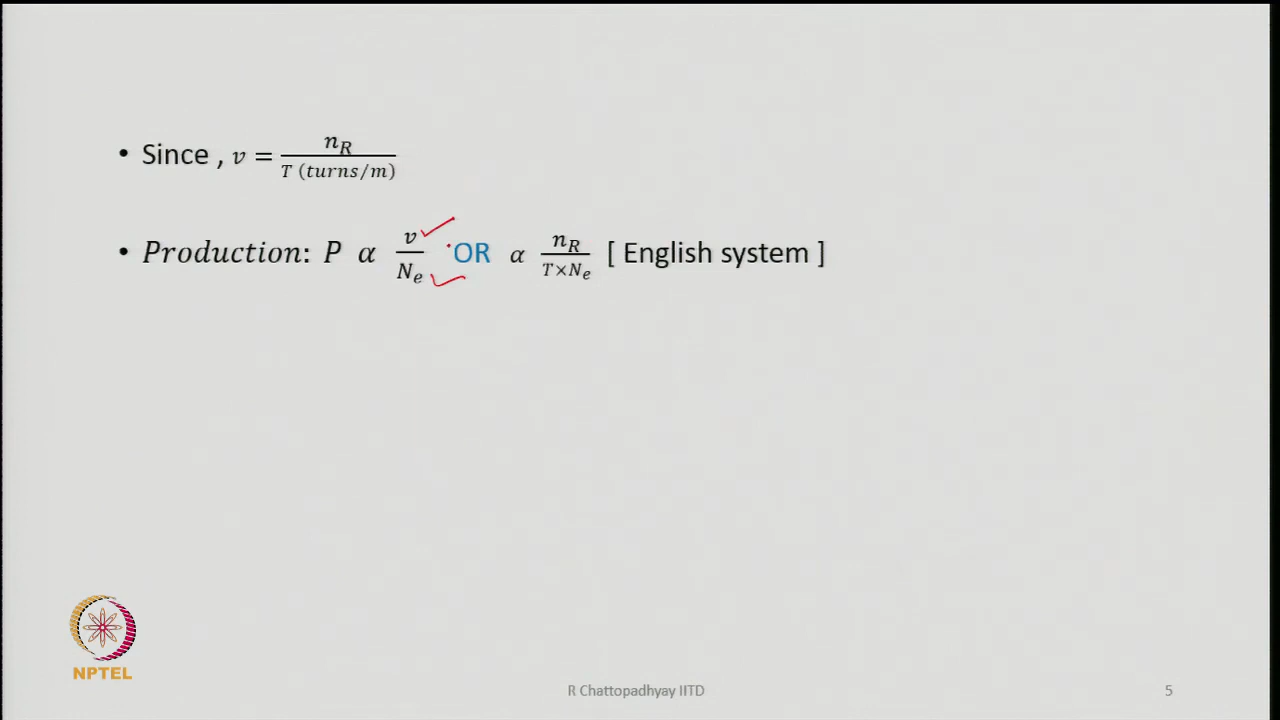 • Since , v = n_R / T (turns/m)
• Production: P α v / N_e OR α n_R / T×N_e [ English system ]
NPTEL
R Chattopadhyay IITD
5